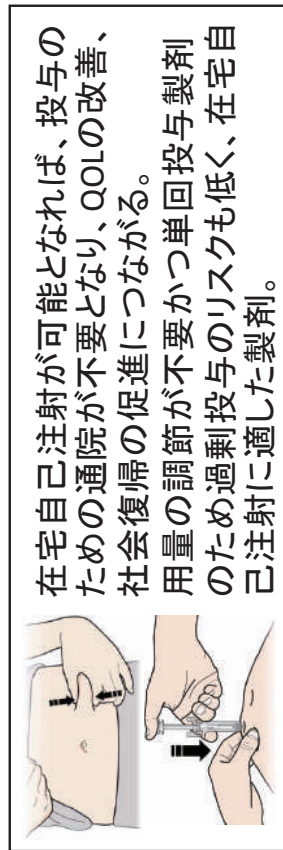 在宅自己注射が可能となれば、投与の
ための通院が不要となり、QOLの改善、
社会復帰の促進につながる。
用量の調節が不要かつ単回投与製剤
のため過剰投与のリスクも低く、在宅自
己注射に適した製剤。